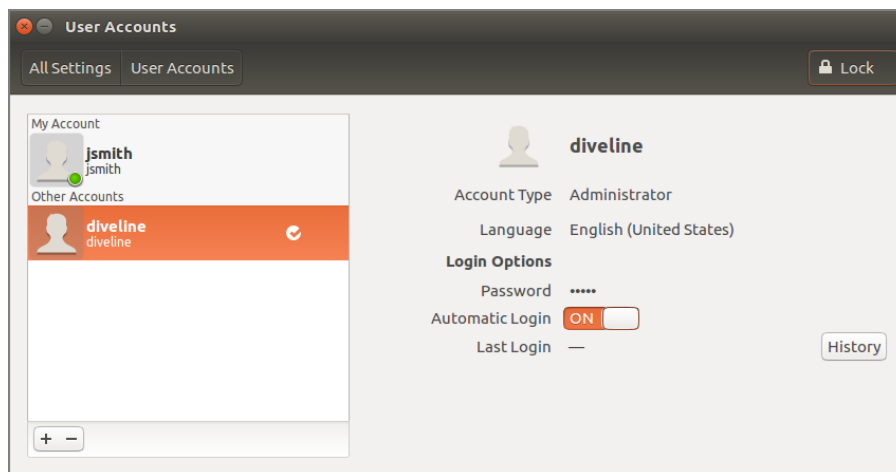 User Accounts
All Settings User Accounts Lock
My Account
jsmith
jsmith
Other Accounts
diveline
diveline
diveline
Account Type Administrator
Language English (United States)
Login Options
Password •••••
Automatic Login ON
Last Login —
History
+ −